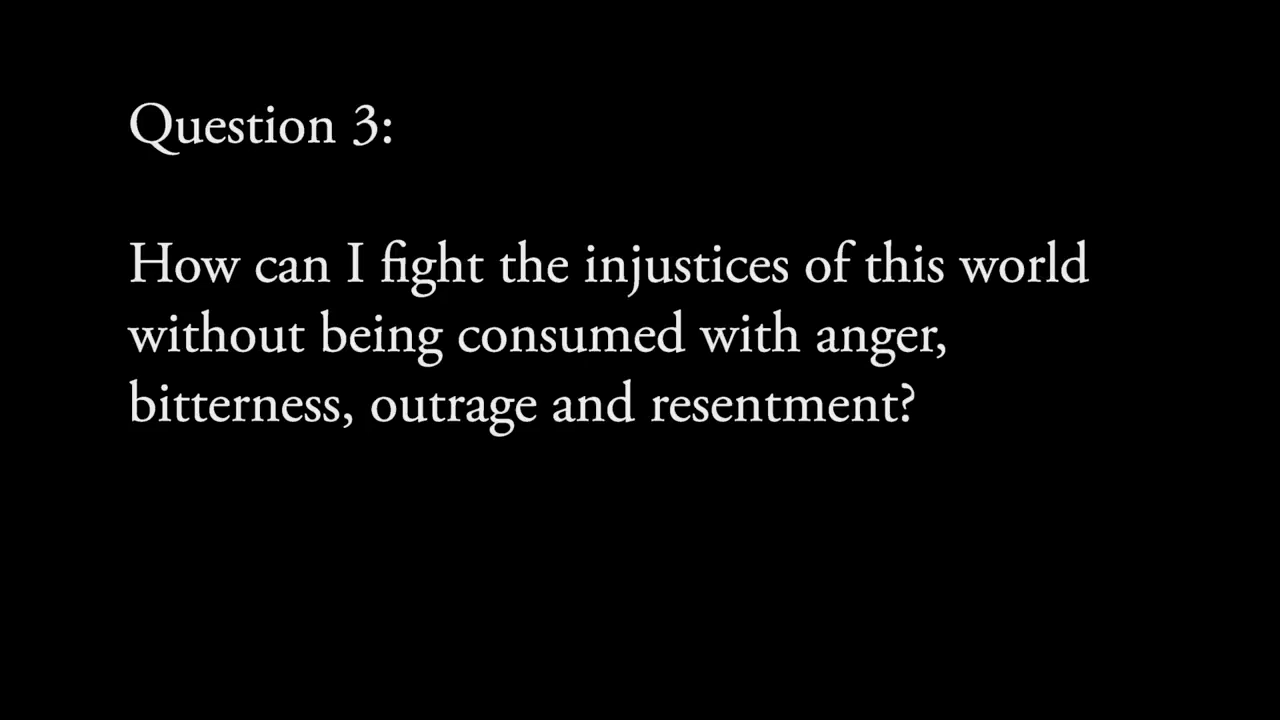 Question 3:
How can I fight the injustices of this world
without being consumed with anger,
bitterness, outrage and resentment?